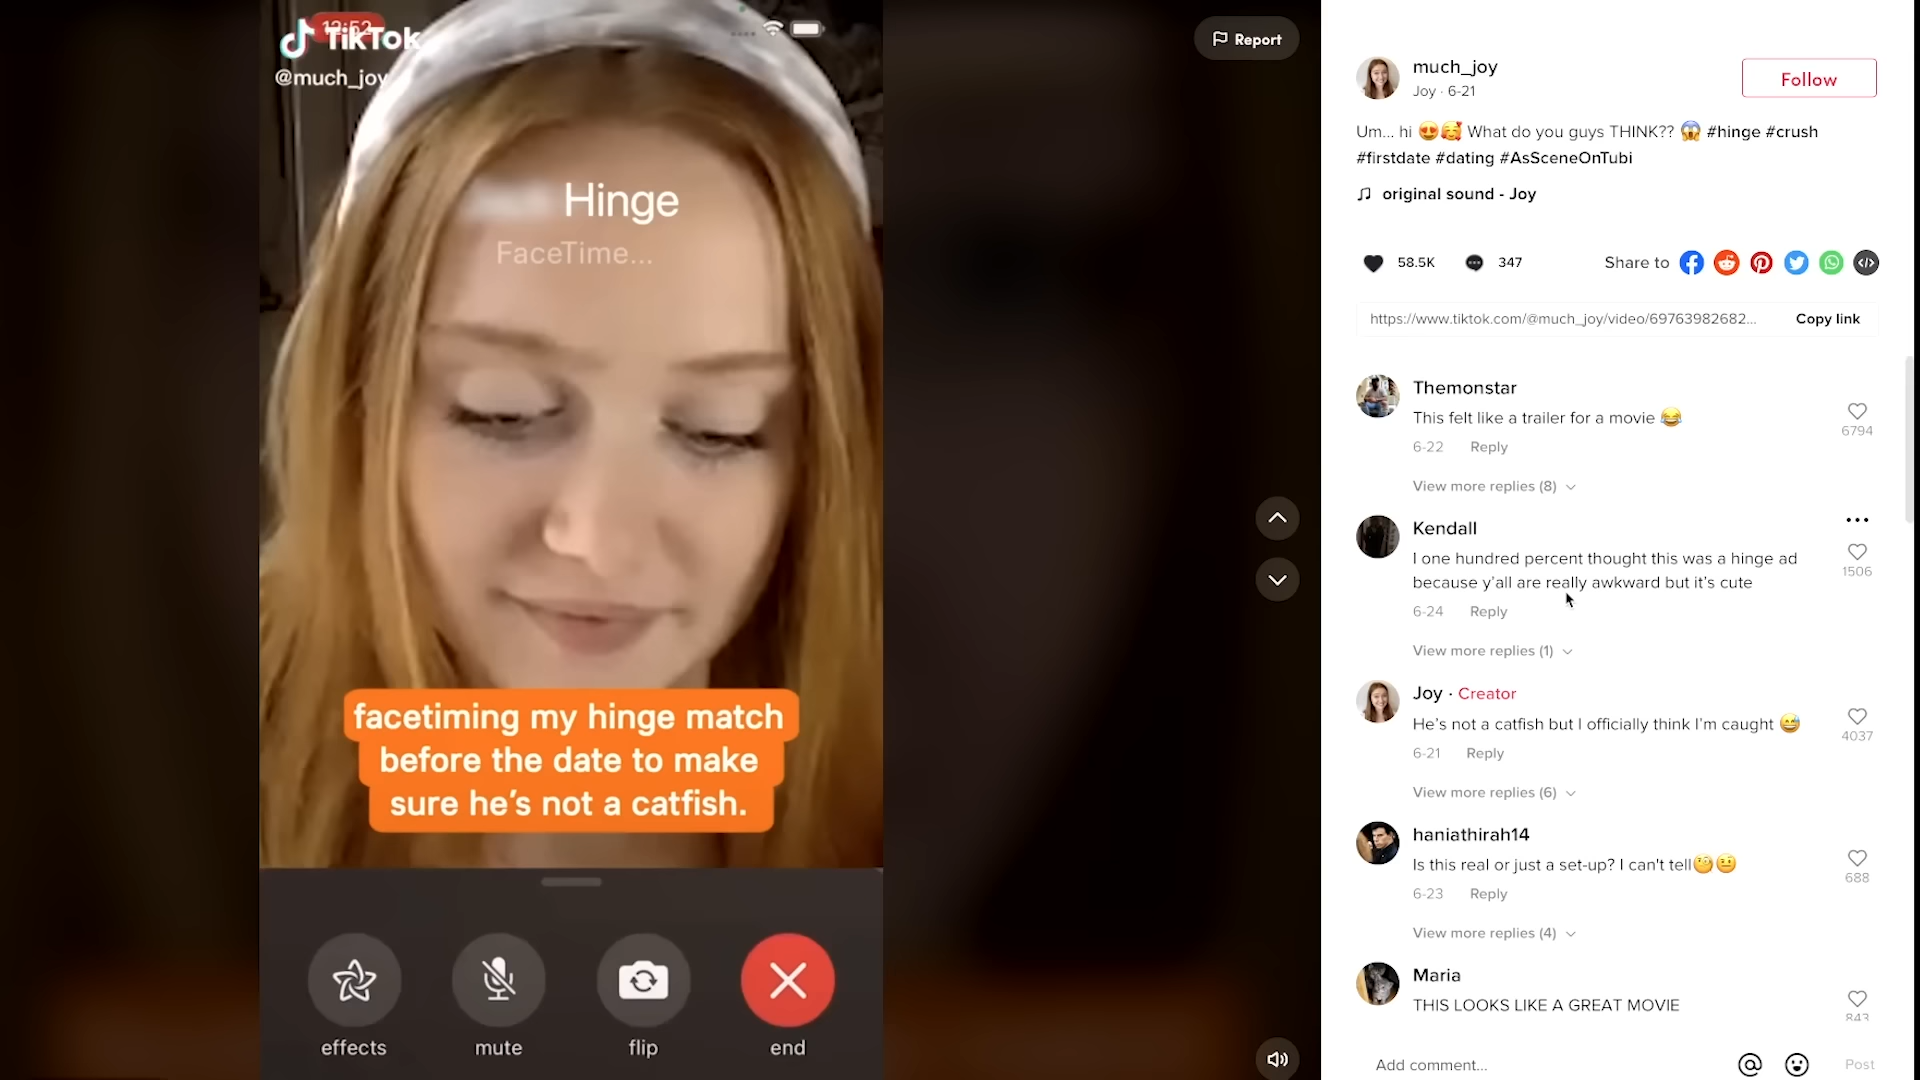 12:52
TikTok
@much_joy
Hinge
FaceTime...
facetiming my hinge match
before the date to make
sure he's not a catfish.
effects
mute
flip
end
Report
much_joy
Joy · 6-21
Follow
Um... hi 😍🥰 What do you guys THINK?? 😱 #hinge #crush
#firstdate #dating #AsSceneOnTubi
♫ original sound - Joy
58.5K
347
Share to
https://www.tiktok.com/@much_joy/video/69763982682...
Copy link
Themonstar
This felt like a trailer for a movie 😂
6794
6-22 Reply
View more replies (8)
Kendall
I one hundred percent thought this was a hinge ad
because y'all are really awkward but it's cute
1506
6-24 Reply
View more replies (1)
Joy · Creator
He's not a catfish but I officially think I'm caught 😅
4037
6-21 Reply
View more replies (6)
haniathirah14
Is this real or just a set-up? I can't tell🧐🤨
688
6-23 Reply
View more replies (4)
Maria
THIS LOOKS LIKE A GREAT MOVIE
843
Add comment...
@
Post